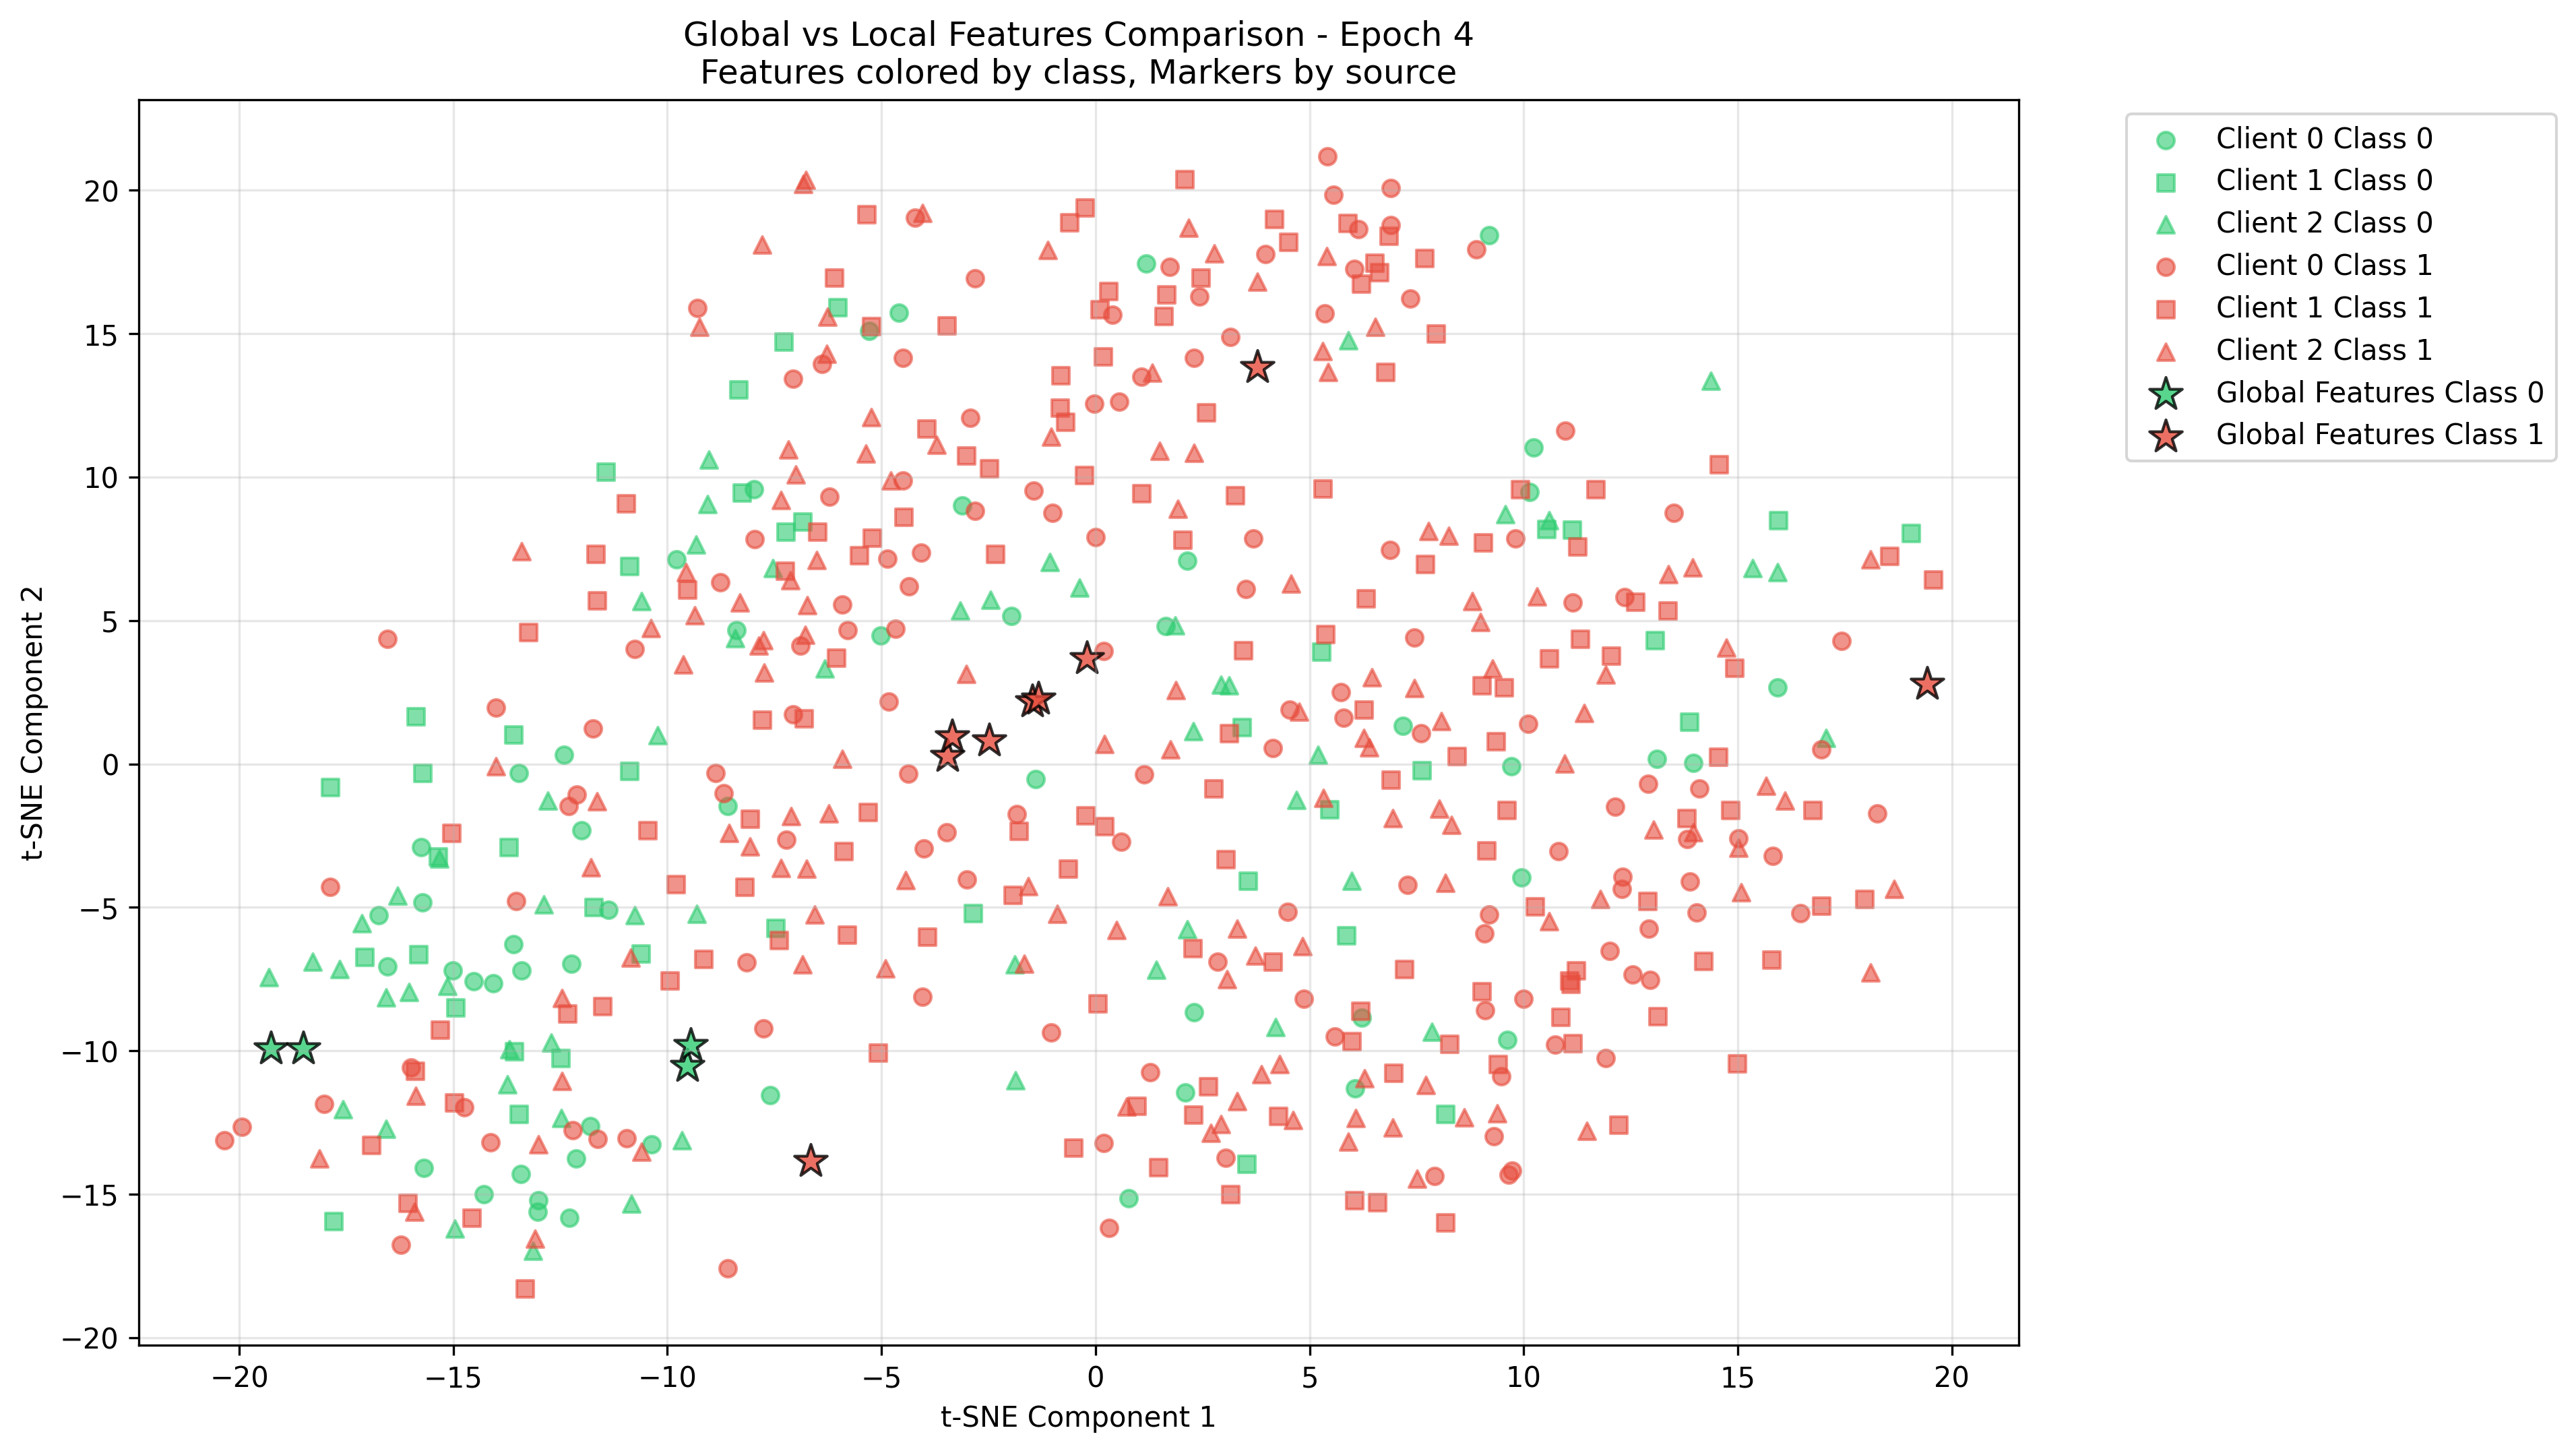 Global vs Local Features Comparison - Epoch 4
Features colored by class, Markers by source
t-SNE Component 2
20
15
10
5
0
−5
−10
−15
−20
−20
−15
−10
−5
0
5
10
15
20
t-SNE Component 1
Client 0 Class 0
Client 1 Class 0
Client 2 Class 0
Client 0 Class 1
Client 1 Class 1
Client 2 Class 1
Global Features Class 0
Global Features Class 1